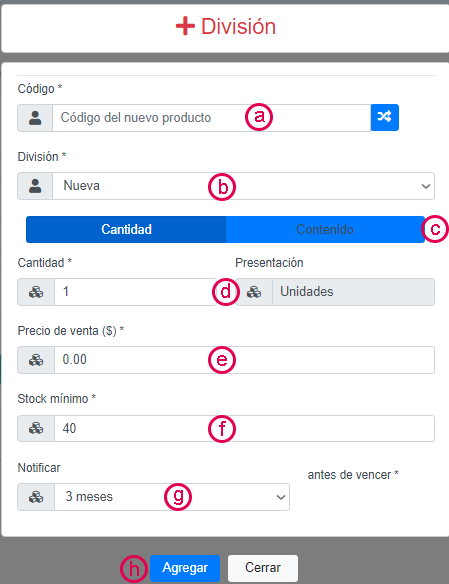 + División
Código *
Código del nuevo producto a
División *
Nueva b
Cantidad Contenido c
Cantidad * Presentación
1 d Unidades
Precio de venta ($) *
0.00 e
Stock mínimo *
40 f
Notificar antes de vencer *
3 meses g
h Agregar Cerrar